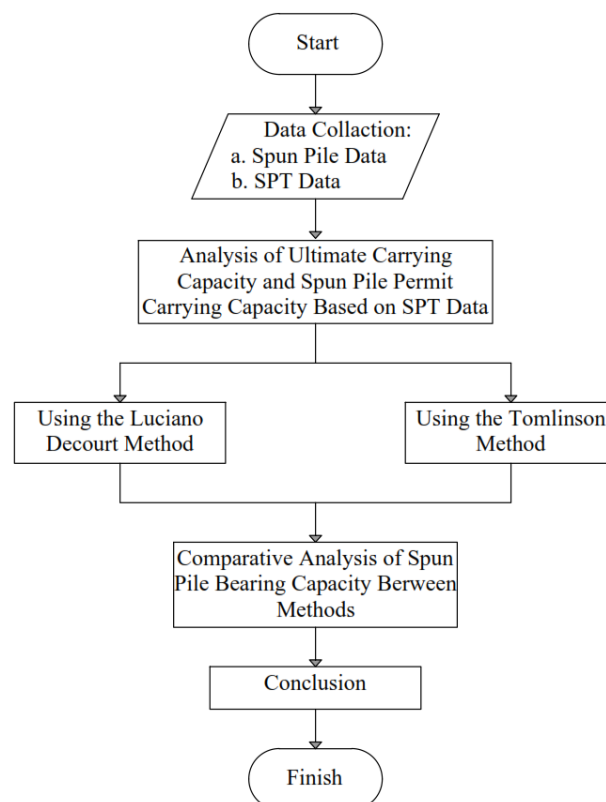 Start
Data Collaction:
a. Spun Pile Data
b. SPT Data
Analysis of Ultimate Carrying
Capacity and Spun Pile Permit
Carrying Capacity Based on SPT Data
Using the Luciano
Decourt Method
Using the Tomlinson
Method
Comparative Analysis of Spun
Pile Bearing Capacity Berween
Methods
Conclusion
Finish